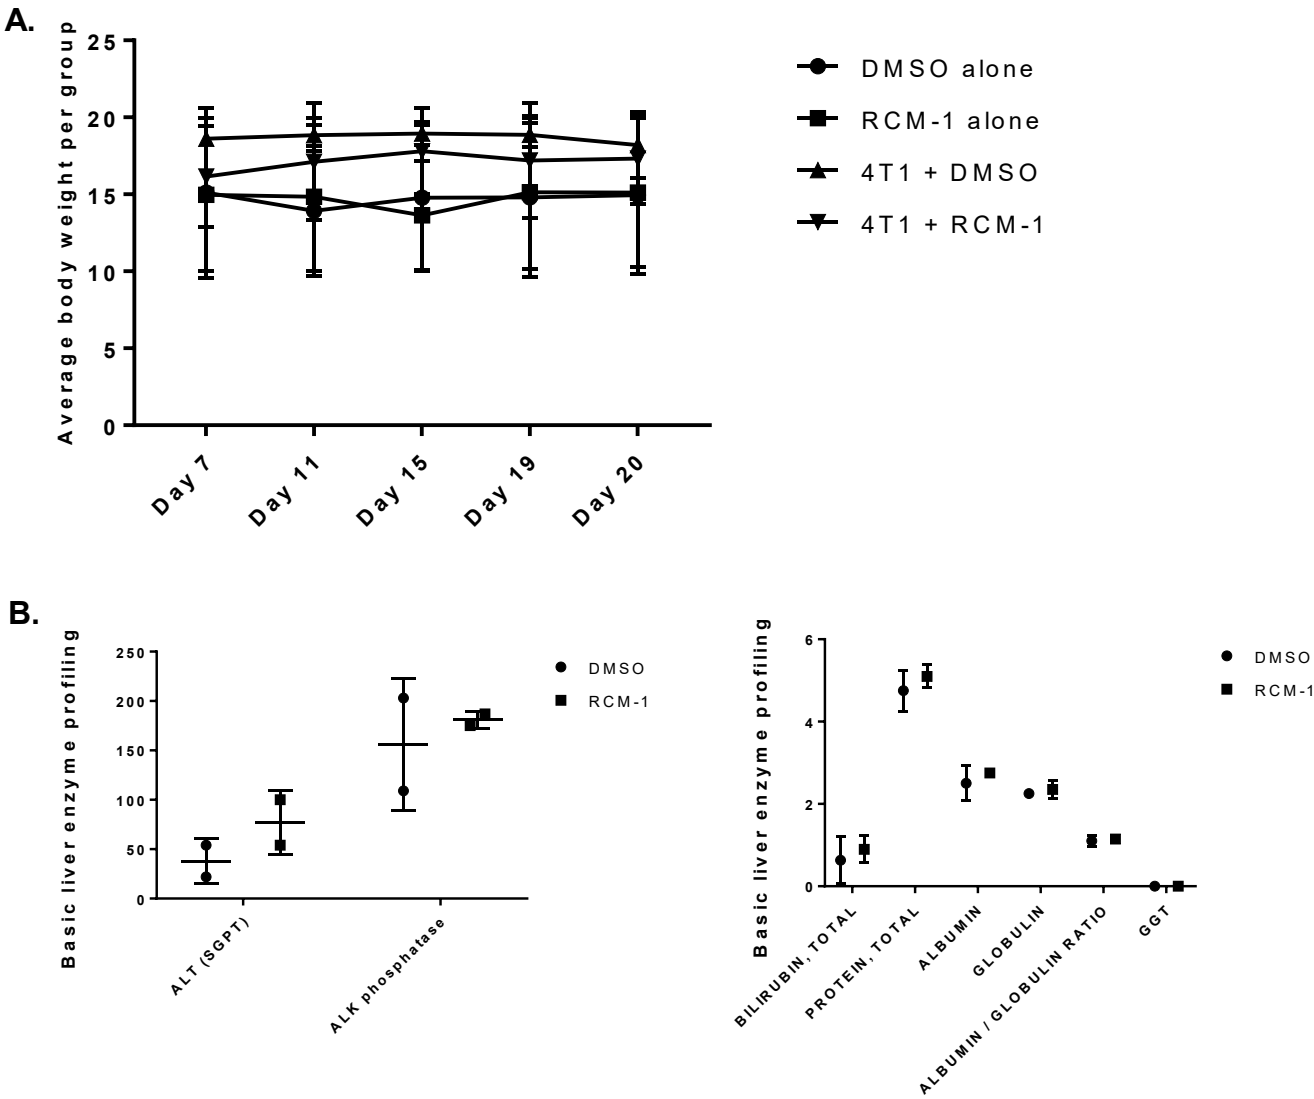 A.
Average body weight per group
25
20
15
10
5
0
Day 7
Day 11
Day 15
Day 19
Day 20
DMSO alone
RCM-1 alone
4T1 + DMSO
4T1 + RCM-1
B.
Basic liver enzyme profiling
250
200
150
100
50
0
ALT (SGPT)
ALK phosphatase
DMSO
RCM-1
Basic liver enzyme profiling
6
4
2
0
BILIRUBIN, TOTAL
PROTEIN, TOTAL
ALBUMIN
GLOBULIN
ALBUMIN / GLOBULIN RATIO
GGT
DMSO
RCM-1